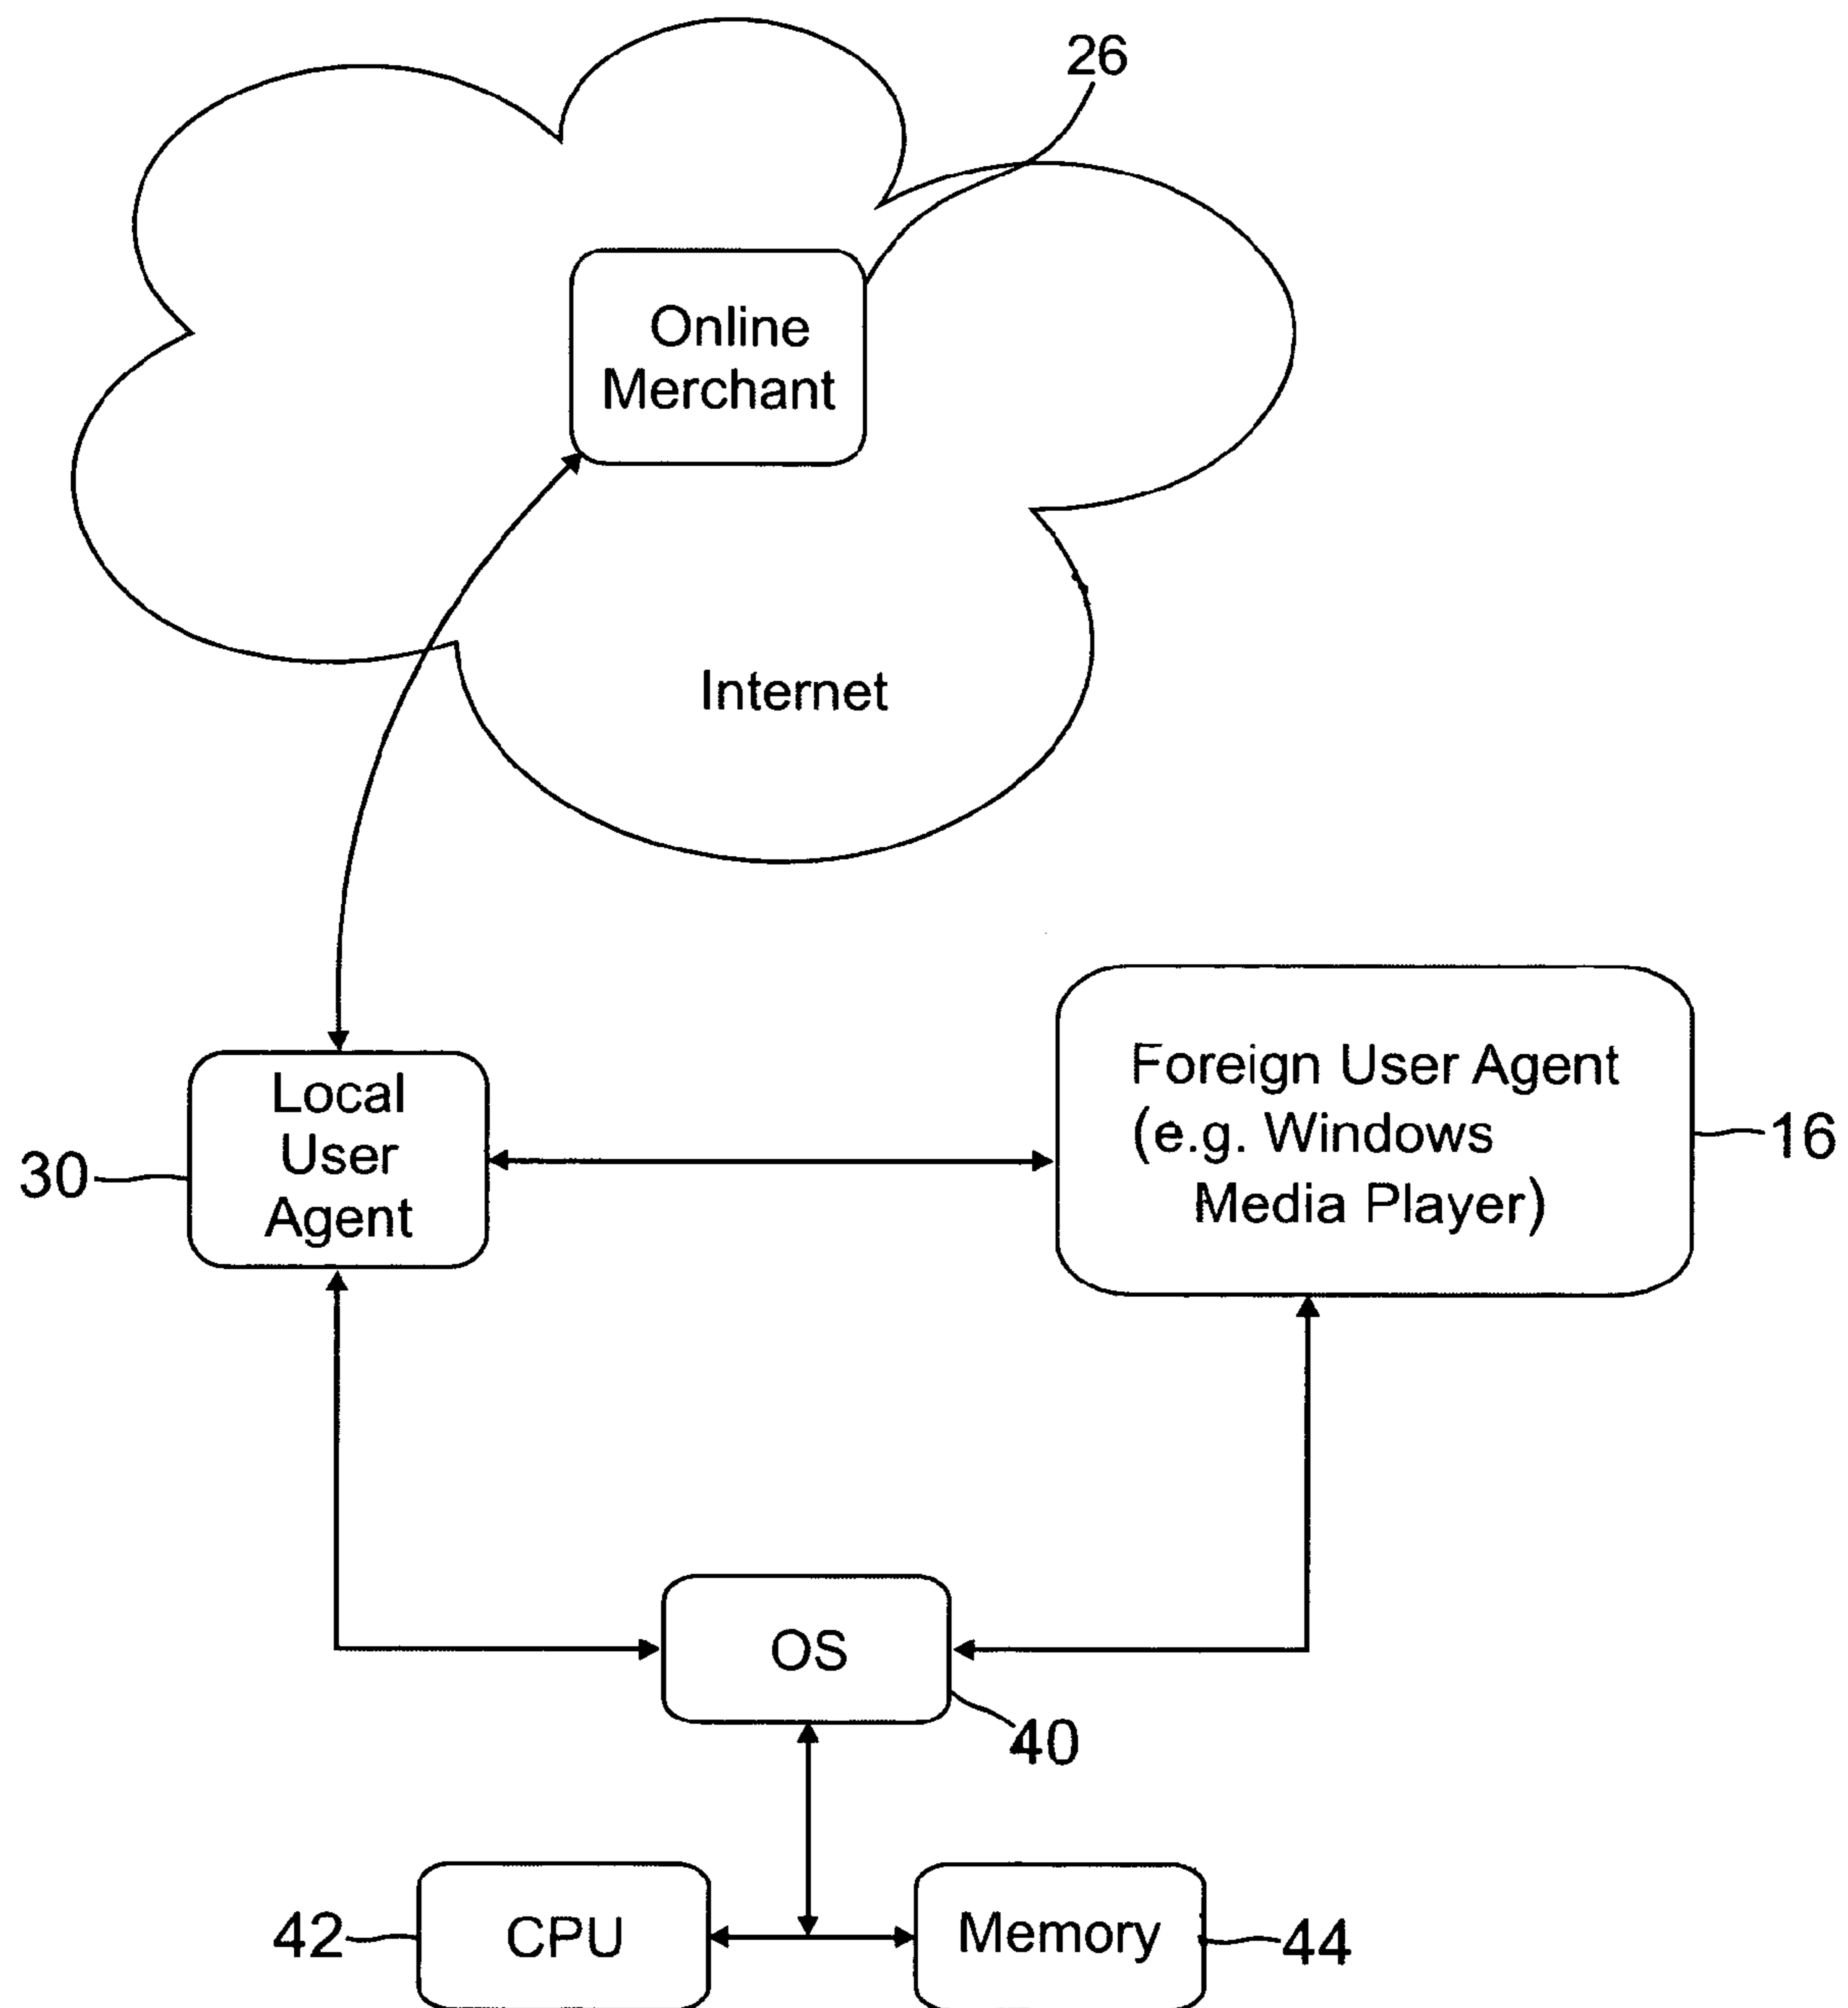 26
Online
Merchant
Internet
Local
User
Agent
30
Foreign User Agent
(e.g. Windows
Media Player)
16
OS
40
CPU
42
Memory
44